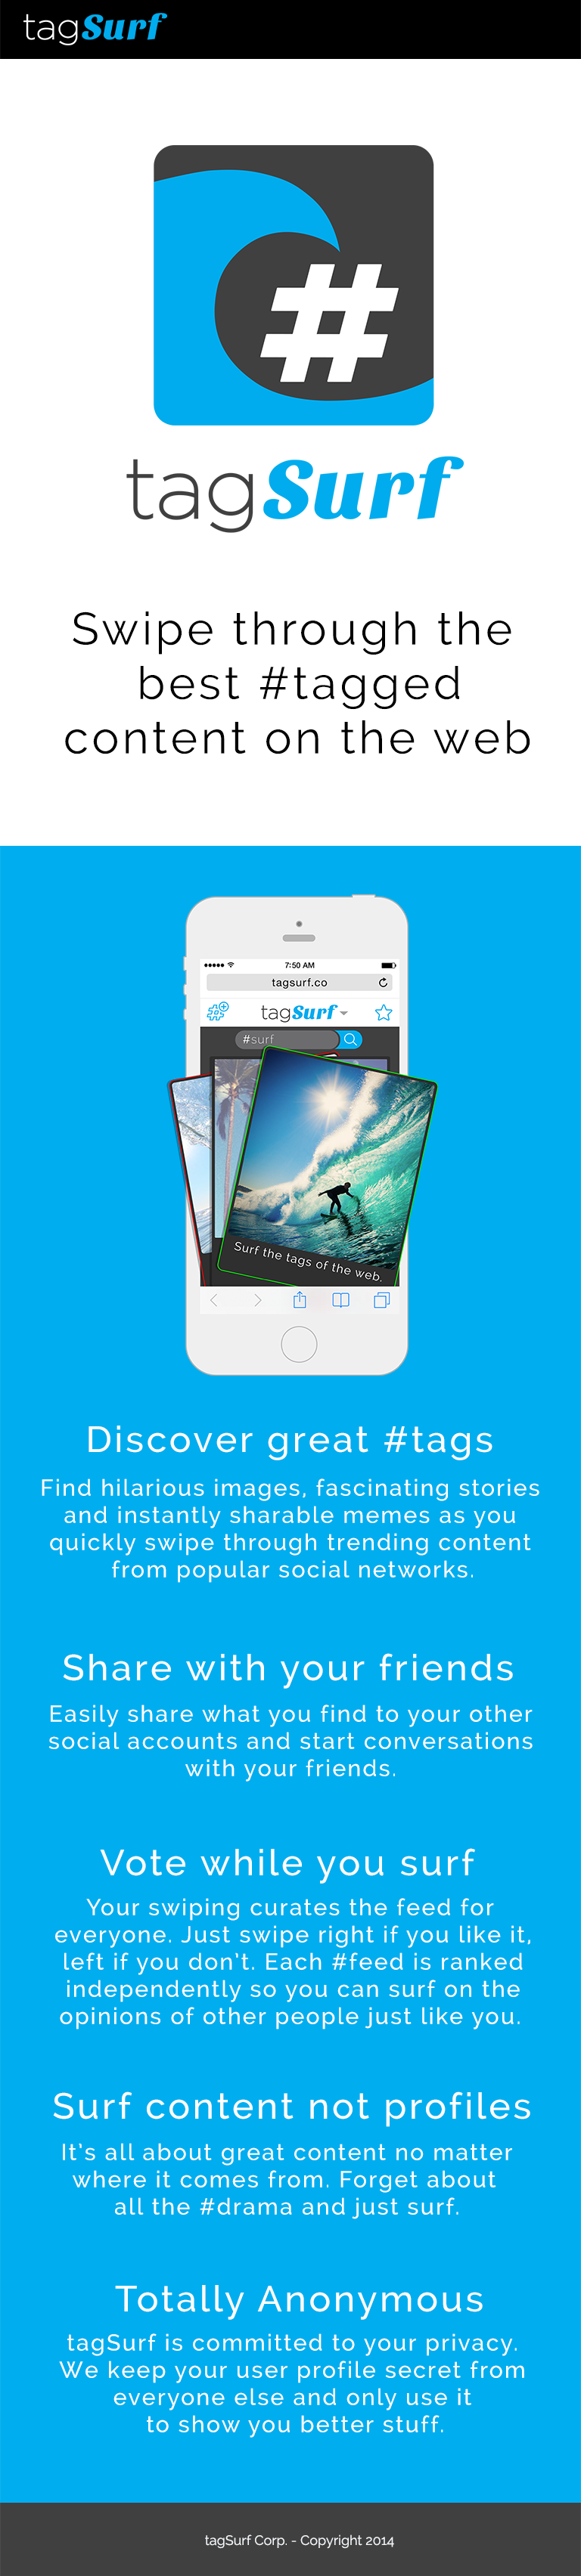 tagSurf
#
tagSurf
Swipe through the
best #tagged
content on the web
7:50 AM
tagsurf.co
#
tagSurf
#surf
Surf the tags of the web.
Discover great #tags
Find hilarious images, fascinating stories
and instantly sharable memes as you
quickly swipe through trending content
from popular social networks.
Share with your friends
Easily share what you find to your other
social accounts and start conversations
with your friends.
Vote while you surf
Your swiping curates the feed for
everyone. Just swipe right if you like it,
left if you don’t. Each #feed is ranked
independently so you can surf on the
opinions of other people just like you.
Surf content not profiles
It’s all about great content no matter
where it comes from. Forget about
all the #drama and just surf.
Totally Anonymous
tagSurf is committed to your privacy.
We keep your user profile secret from
everyone else and only use it
to show you better stuff.
tagSurf Corp. - Copyright 2014